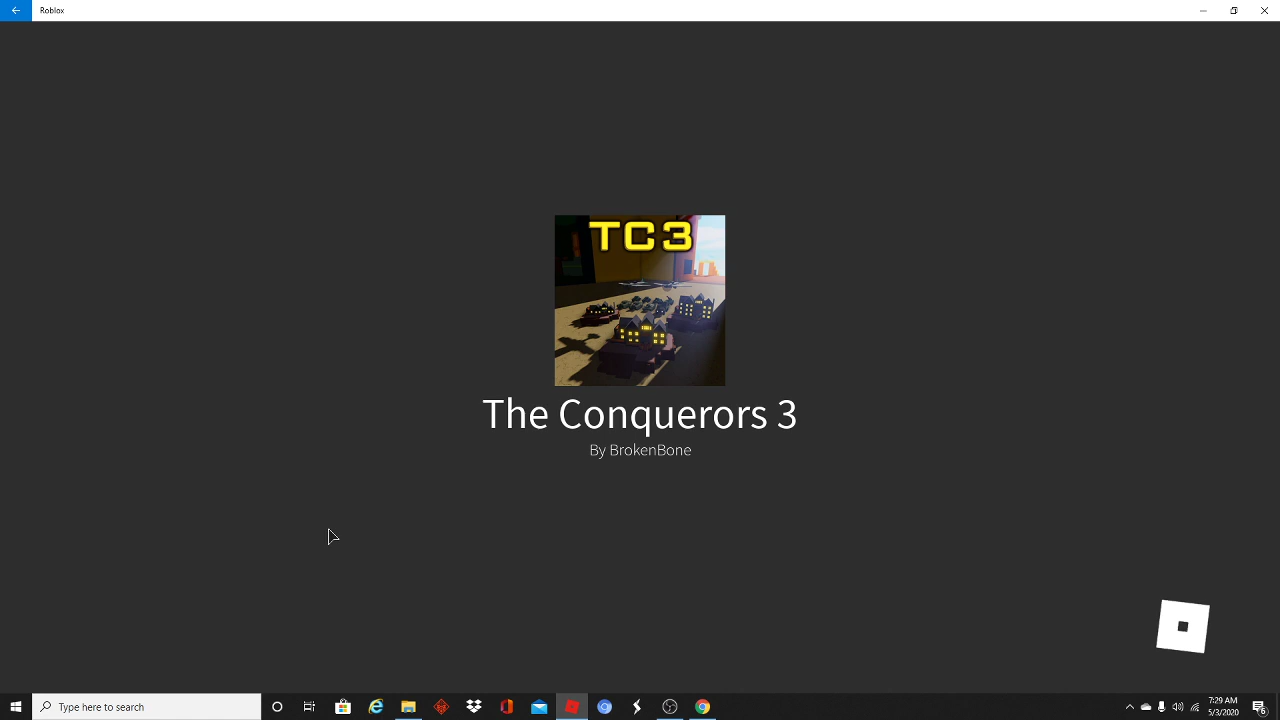 Roblox
TC3
The Conquerors 3
By BrokenBone
Type here to search
7:29 AM
5/3/2020